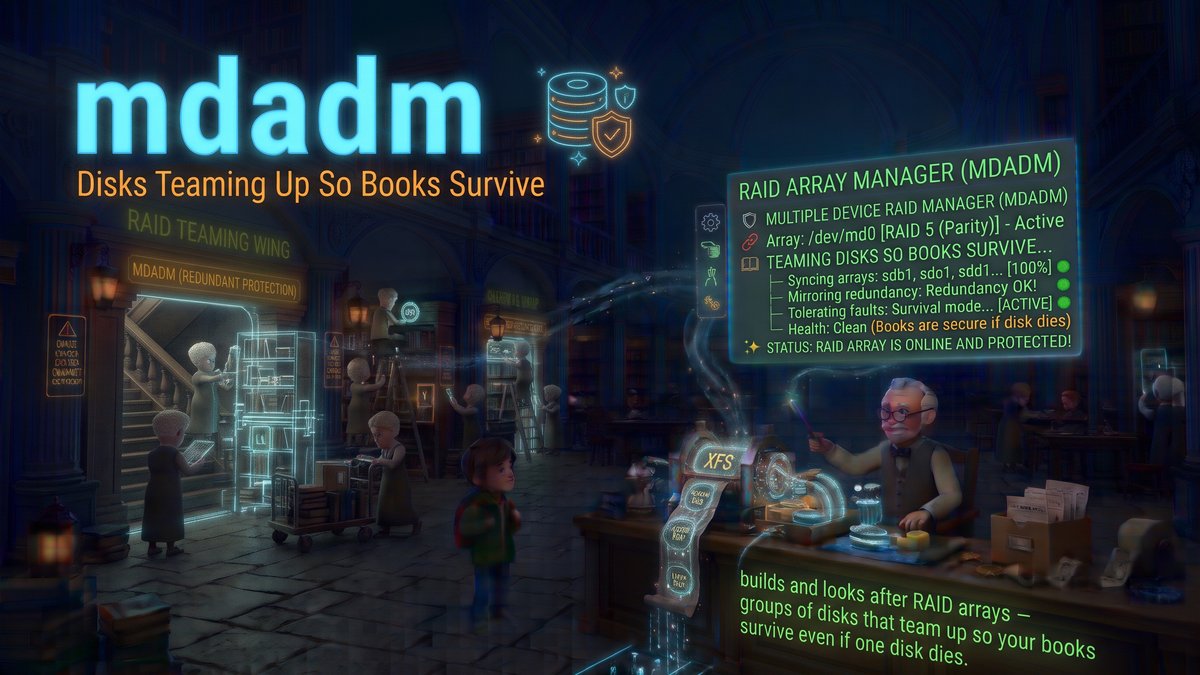 mdadm
Disks Teaming Up So Books Survive
RAID TEAMING WING
MDADM (REDUNDANT PROTECTION)
RAID ARRAY MANAGER (MDADM)
MULTIPLE DEVICE RAID MANAGER (MDADM)
Array: /dev/md0 [RAID 5 (Parity)] - Active
TEAMING DISKS SO BOOKS SURVIVE...
Syncing arrays: sdb1, sdo1, sdd1... [100%]
Mirroring redundancy: Redundancy OK!
Tolerating faults: Survival mode... [ACTIVE]
Health: Clean (Books are secure if disk dies)
STATUS: RAID ARRAY IS ONLINE AND PROTECTED!
XFS
builds and looks after RAID arrays —
groups of disks that team up so your books
survive even if one disk dies.